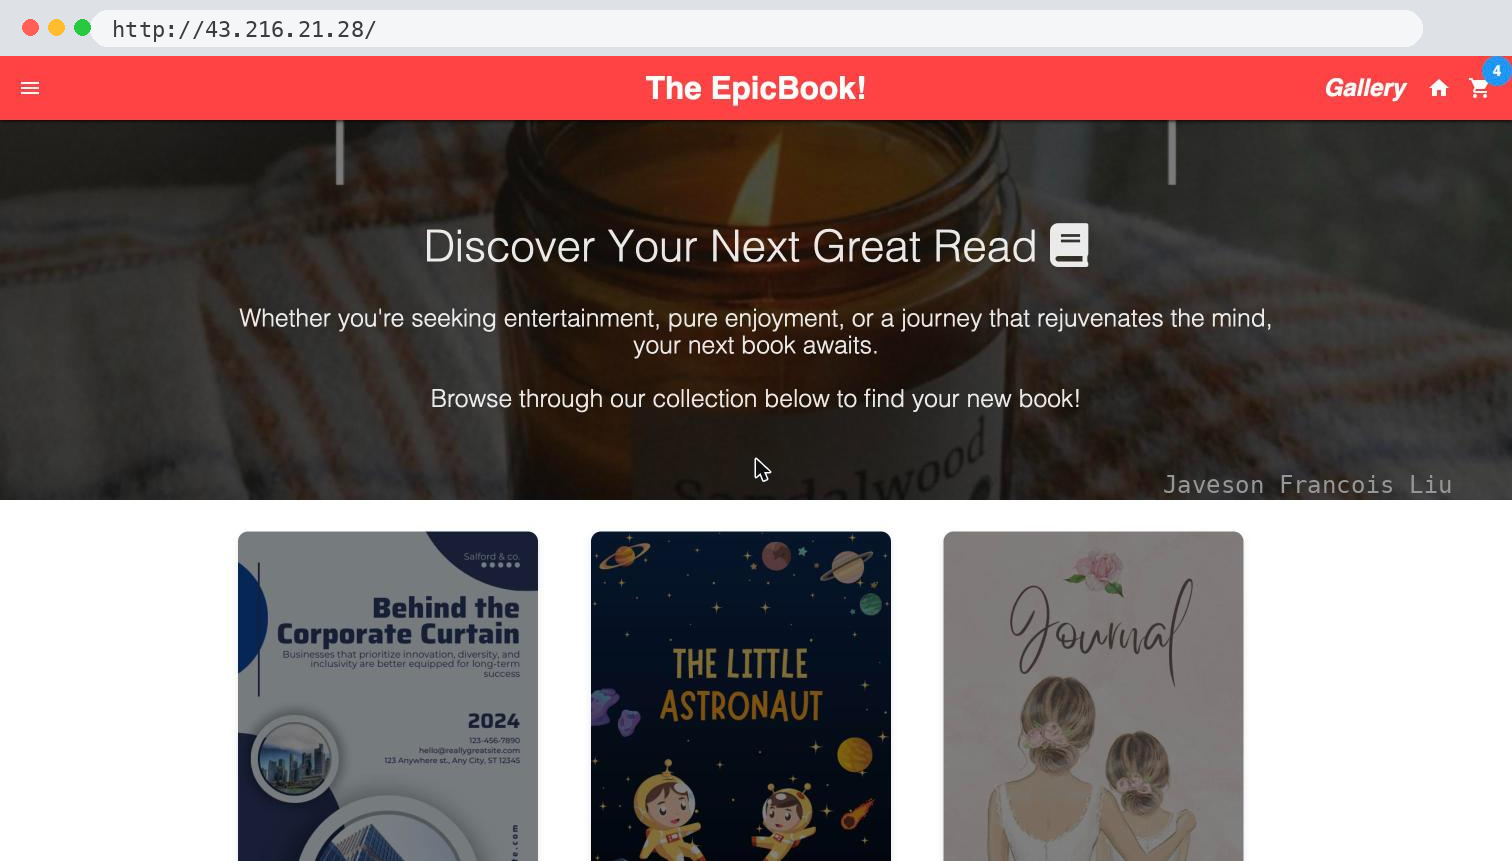 http://43.216.21.28/
The EpicBook!
Gallery
4
Discover Your Next Great Read
Whether you're seeking entertainment, pure enjoyment, or a journey that rejuvenates the mind,
your next book awaits.
Browse through our collection below to find your new book!
Sandalwood
Javeson Francois Liu
Salford & co.
Behind the
Corporate Curtain
Businesses that prioritize innovation, diversity, and
inclusivity are better equipped for long-term
success
2024
123-456-7890
hello@reallygreatsite.com
123 Anywhere st., Any City, ST 12345
THE LITTLE
ASTRONAUT
Journal